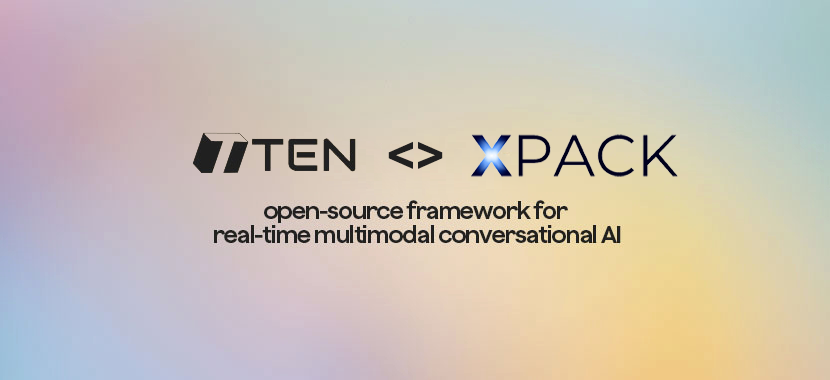 TEN <> XPACK
open-source framework for
real-time multimodal conversational AI